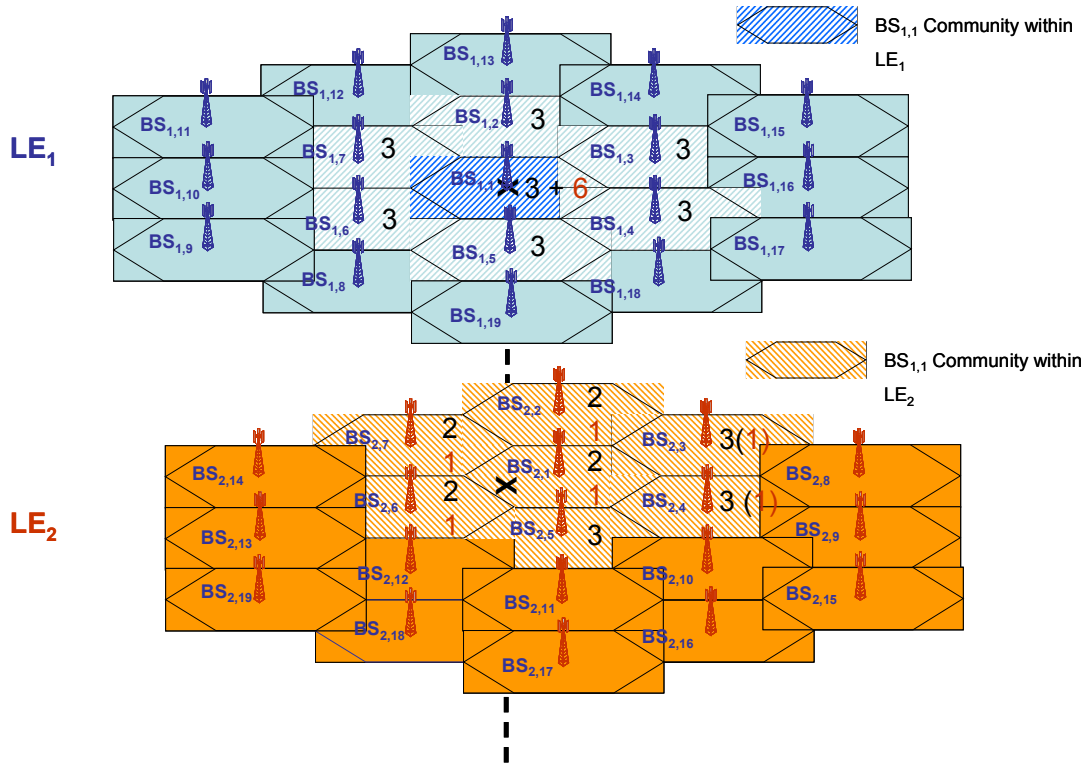 BS1,1 Community within
LE1
BS1,13
BS1,12
BS1,14
BS1,11
BS1,2
3
BS1,15
LE1
BS1,7
3
BS1,3
3
BS1,10
BS1,1
X 3 + 6
BS1,16
BS1,6
3
BS1,4
3
BS1,9
BS1,5
3
BS1,17
BS1,8
BS1,18
BS1,19
BS1,1 Community within
LE2
BS2,2
2
1
BS2,7
2
1
BS2,3
3(1)
BS2,14
BS2,1
2
1
BS2,8
X
BS2,6
2
1
BS2,4
3 (1)
LE2
BS2,13
BS2,5
3
BS2,9
BS2,12
BS2,10
BS2,19
BS2,11
BS2,15
BS2,18
BS2,16
BS2,17